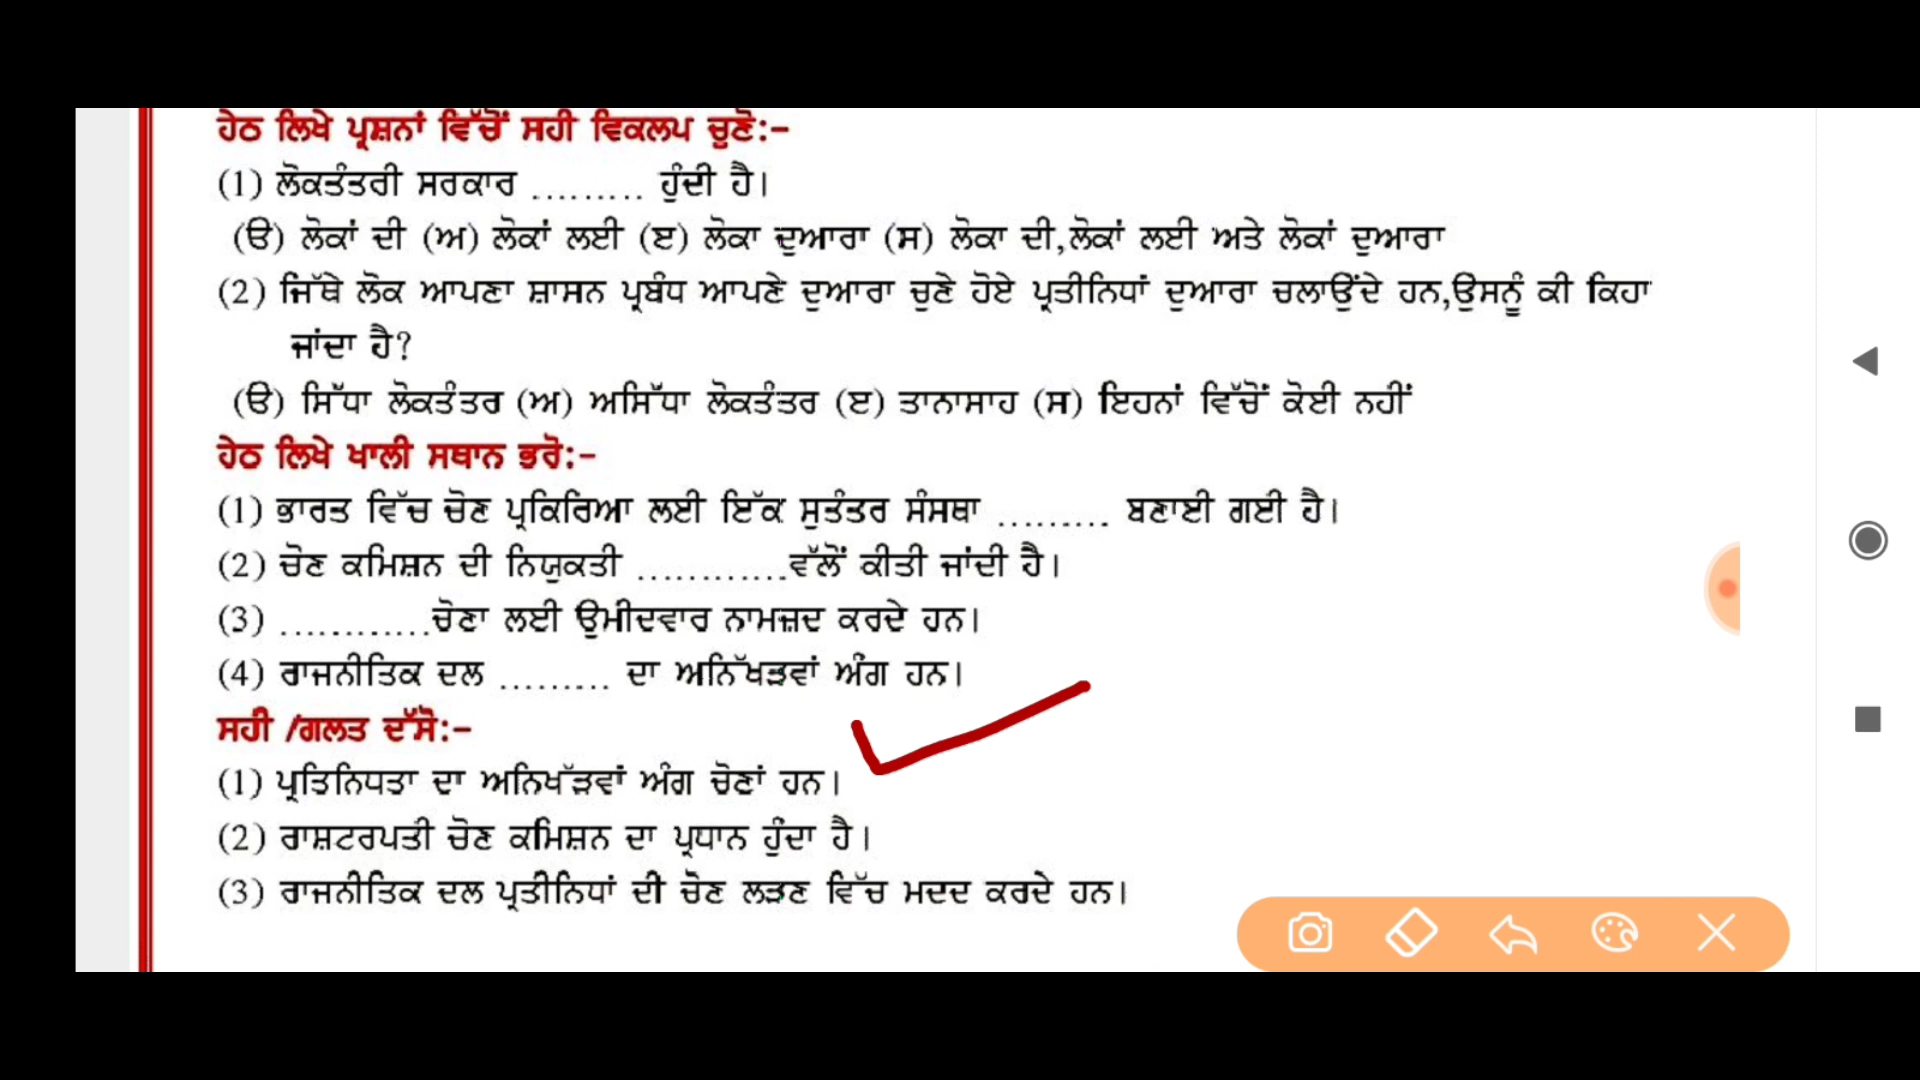 ਹੇਠ ਲਿਖੇ ਪ੍ਰਸ਼ਨਾਂ ਵਿੱਚੋਂ ਸਹੀ ਵਿਕਲਪ ਚੁਣੋ:–
(1) ਲੋਕਤੰਤਰੀ ਸਰਕਾਰ ......... ਹੁੰਦੀ ਹੈ।
(ੳ) ਲੋਕਾਂ ਦੀ (ਅ) ਲੋਕਾਂ ਲਈ (ੲ) ਲੋਕਾ ਦੁਆਰਾ (ਸ) ਲੋਕਾ ਦੀ,ਲੋਕਾਂ ਲਈ ਅਤੇ ਲੋਕਾਂ ਦੁਆਰਾ
(2) ਜਿੱਥੇ ਲੋਕ ਆਪਣਾ ਸ਼ਾਸਨ ਪ੍ਰਬੰਧ ਆਪਣੇ ਦੁਆਰਾ ਚੁਣੇ ਹੋਏ ਪ੍ਰਤੀਨਿਧਾਂ ਦੁਆਰਾ ਚਲਾਉਂਦੇ ਹਨ,ਉਸਨੂੰ ਕੀ ਕਿਹਾ
ਜਾਂਦਾ ਹੈ?
(ੳ) ਸਿੱਧਾ ਲੋਕਤੰਤਰ (ਅ) ਅਸਿੱਧਾ ਲੋਕਤੰਤਰ (ੲ) ਤਾਨਾਸਾਹ (ਸ) ਇਹਨਾਂ ਵਿੱਚੋਂ ਕੋਈ ਨਹੀਂ
ਹੇਠ ਲਿਖੇ ਖਾਲੀ ਸਥਾਨ ਭਰੋ:–
(1) ਭਾਰਤ ਵਿੱਚ ਚੋਣ ਪ੍ਰਕਿਰਿਆ ਲਈ ਇੱਕ ਸੁਤੰਤਰ ਸੰਸਥਾ ......... ਬਣਾਈ ਗਈ ਹੈ।
(2) ਚੋਣ ਕਮਿਸ਼ਨ ਦੀ ਨਿਯੁਕਤੀ ............ਵੱਲੋਂ ਕੀਤੀ ਜਾਂਦੀ ਹੈ।
(3) ............ਚੋਣਾ ਲਈ ਉਮੀਦਵਾਰ ਨਾਮਜ਼ਦ ਕਰਦੇ ਹਨ।
(4) ਰਾਜਨੀਤਿਕ ਦਲ ......... ਦਾ ਅਨਿੱਖੜਵਾਂ ਅੰਗ ਹਨ।
ਸਹੀ /ਗਲਤ ਦੱਸੋ:–
(1) ਪ੍ਰਤਿਨਿਧਤਾ ਦਾ ਅਨਿਖੱੜਵਾਂ ਅੰਗ ਚੋਣਾਂ ਹਨ।
(2) ਰਾਸ਼ਟਰਪਤੀ ਚੋਣ ਕਮਿਸ਼ਨ ਦਾ ਪ੍ਰਧਾਨ ਹੁੰਦਾ ਹੈ।
(3) ਰਾਜਨੀਤਿਕ ਦਲ ਪ੍ਰਤੀਨਿਧਾਂ ਦੀ ਚੋਣ ਲੜਣ ਵਿੱਚ ਮਦਦ ਕਰਦੇ ਹਨ।